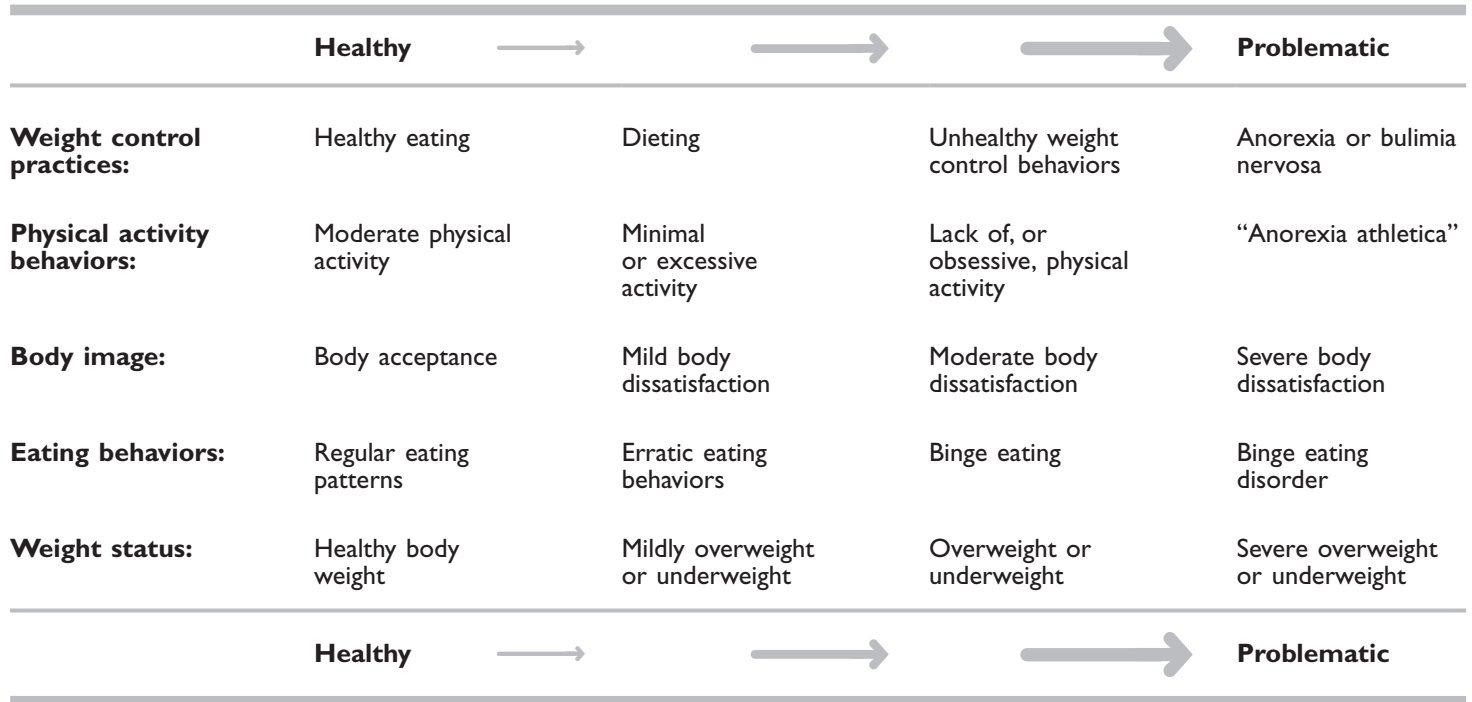 Healthy Problematic
Weight control Healthy eating Dieting Unhealthy weight Anorexia or bulimia
practices: control behaviors nervosa
Physical activity Moderate physical Minimal Lack of, or “Anorexia athletica”
behaviors: activity or excessive obsessive, physical
activity activity
Body image: Body acceptance Mild body Moderate body Severe body
dissatisfaction dissatisfaction dissatisfaction
Eating behaviors: Regular eating Erratic eating Binge eating Binge eating
patterns behaviors disorder
Weight status: Healthy body Mildly overweight Overweight or Severe overweight
weight or underweight underweight or underweight
Healthy Problematic